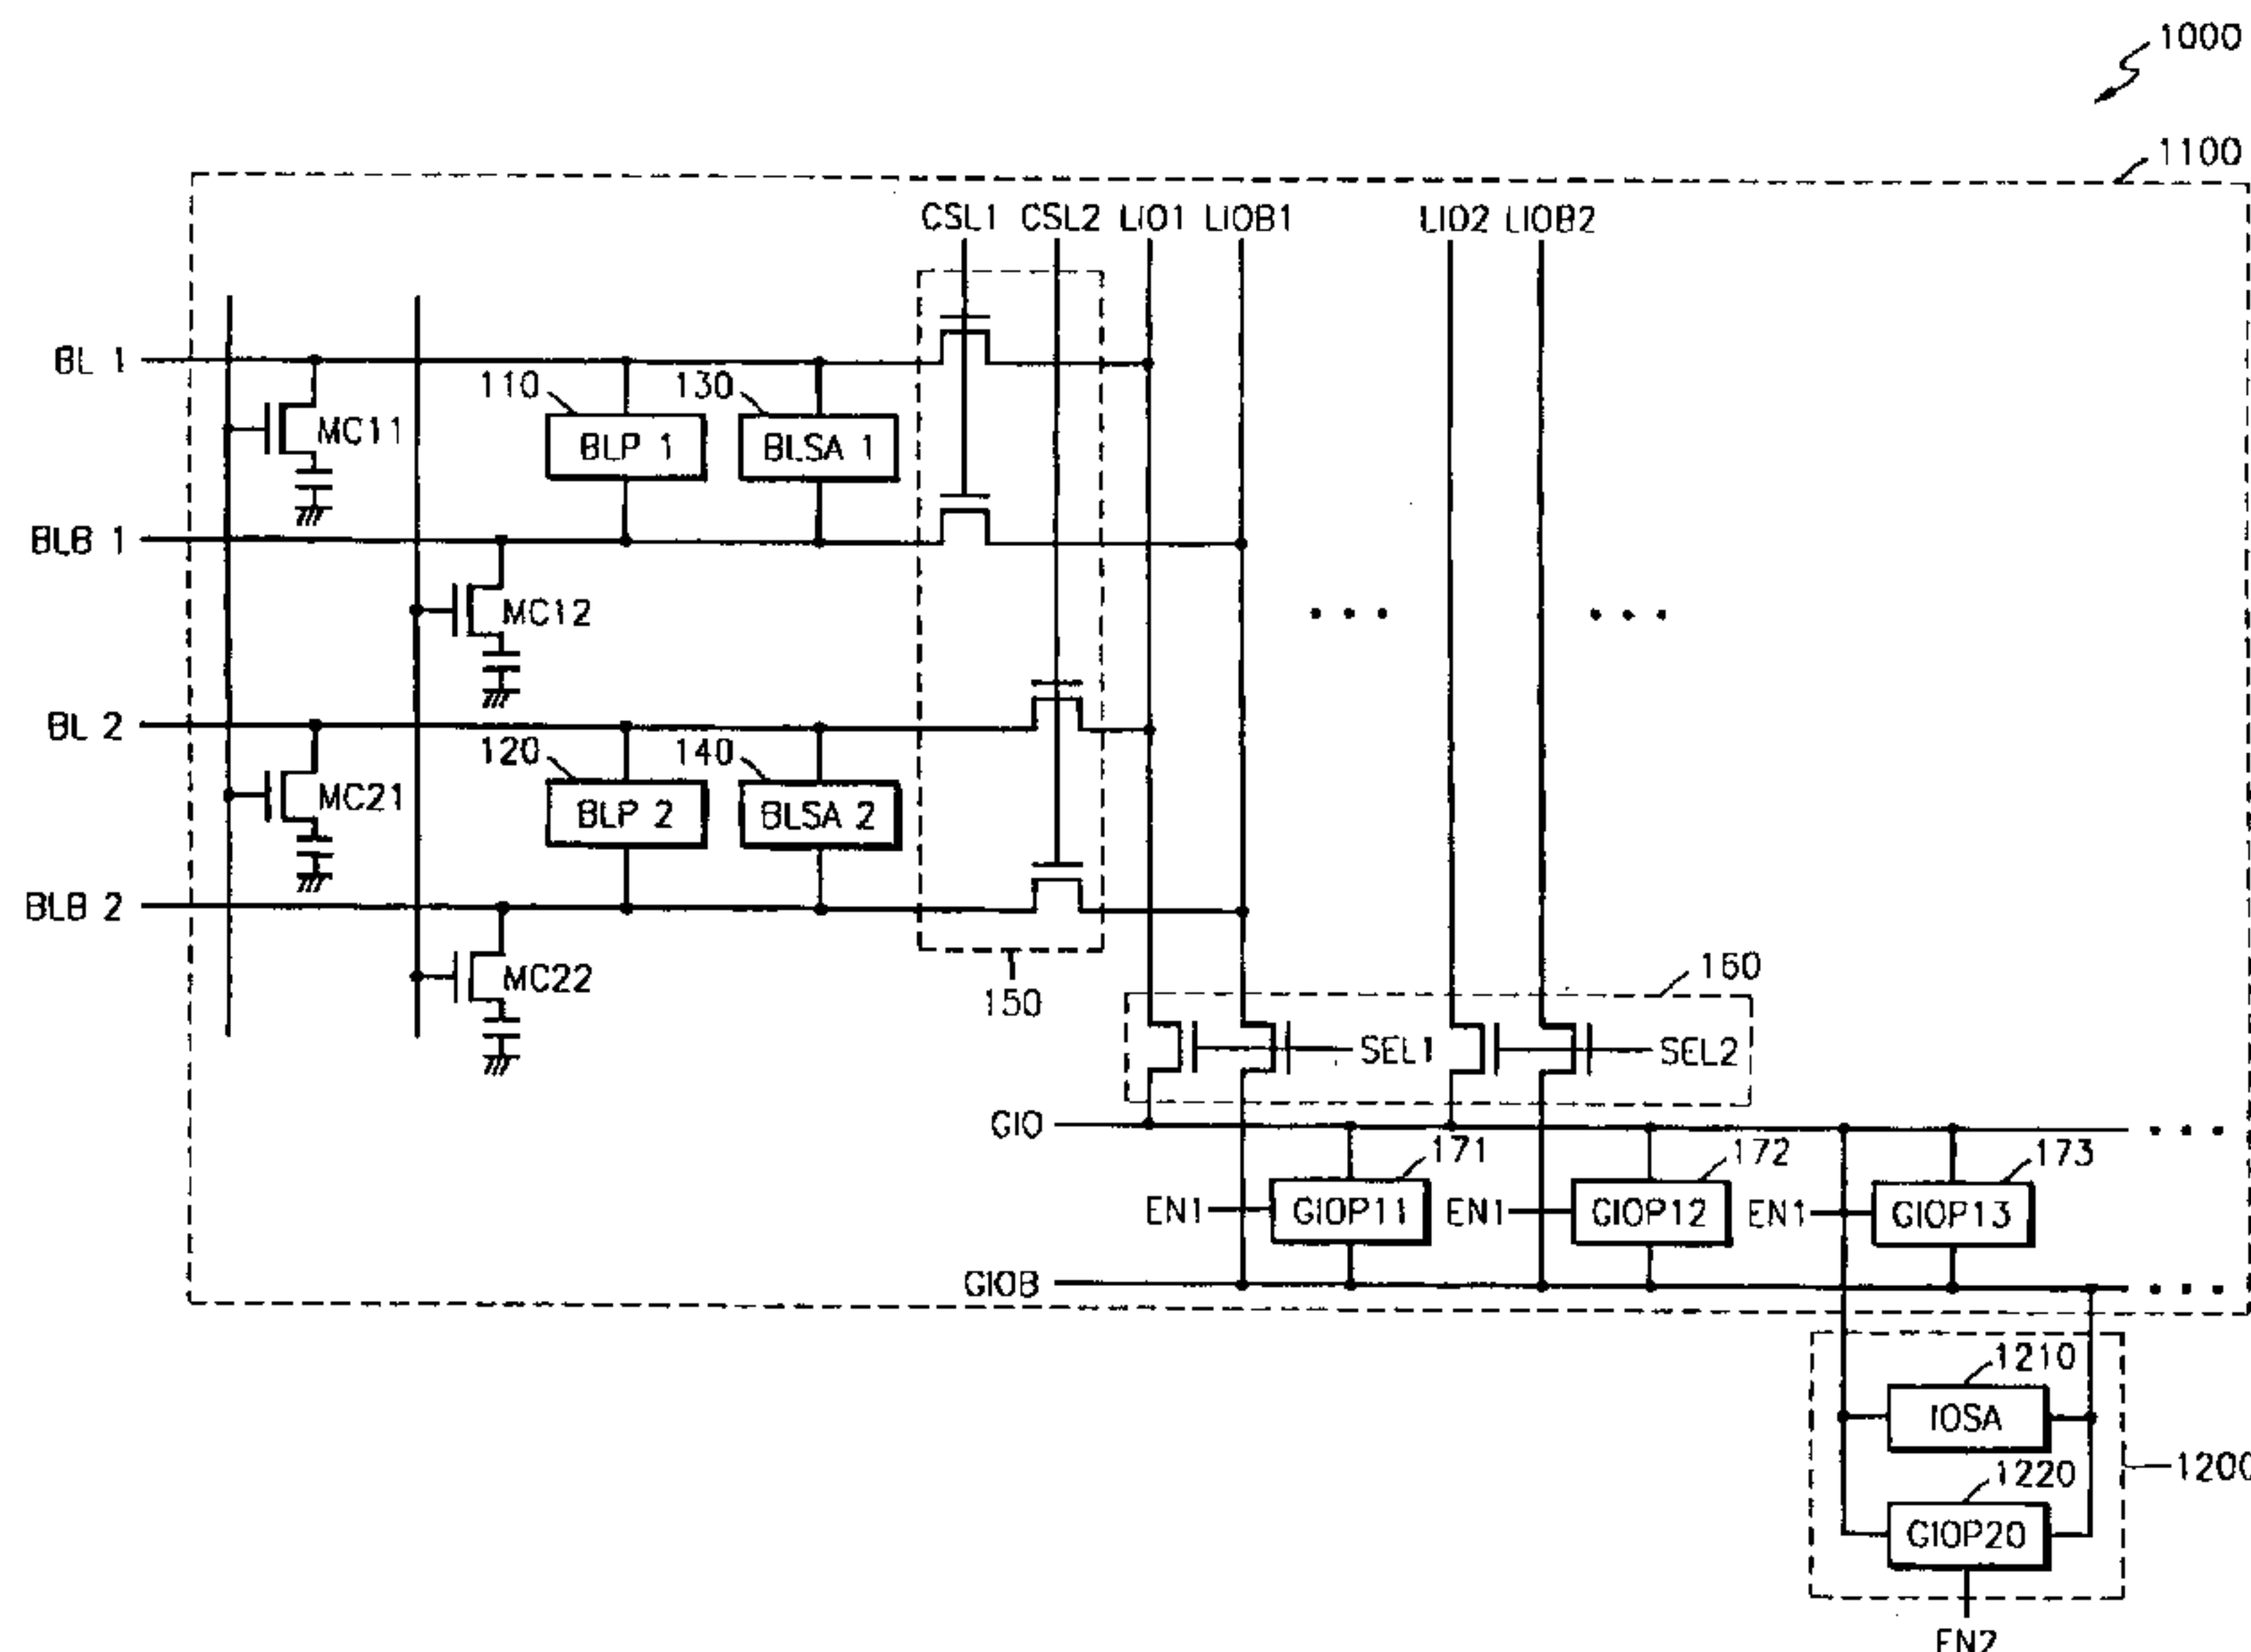 1000
1100
CSL1 CSL2 LIO1 LIOB1 LIO2 LIOB2
BL 1
110
130
MC11
BLP 1
BLSA 1
BLB 1
MC12
BL 2
120
140
MC21
BLP 2
BLSA 2
BLB 2
MC22
150
160
SEL1
SEL2
GIO
171
172
173
EN1
GIOP11
EN1
GIOP12
EN1
GIOP13
GIOB
1210
IOSA
1200
1220
GIOP20
EN2